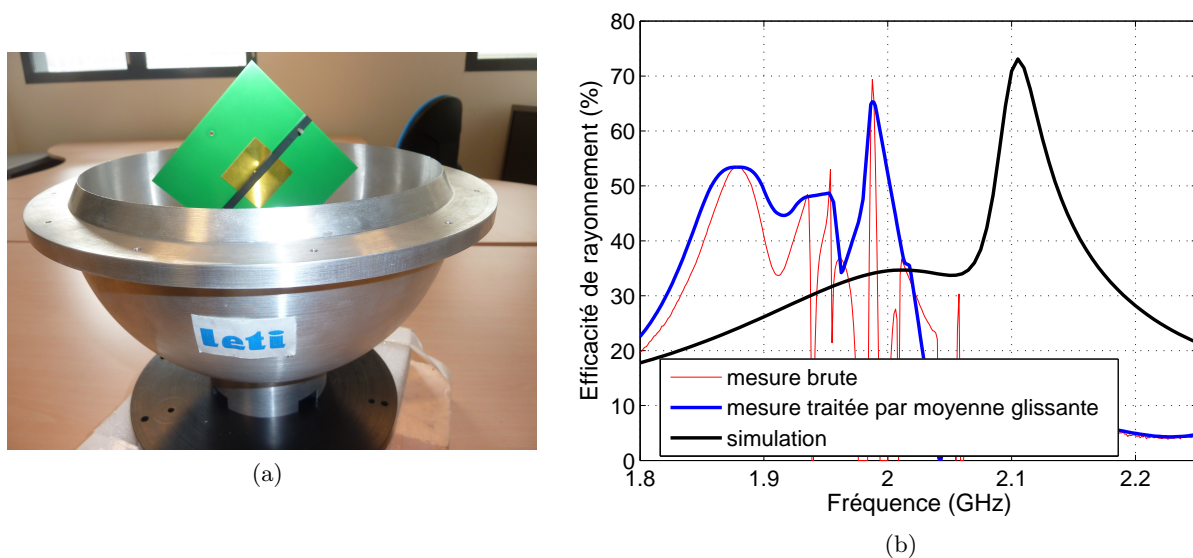 leti
(a)
80
70
60
50
40
30
20
10
0
Efficacité de rayonnement (%)
mesure brute
mesure traitée par moyenne glissante
simulation
1.8
1.9
2
2.1
2.2
Fréquence (GHz)
(b)